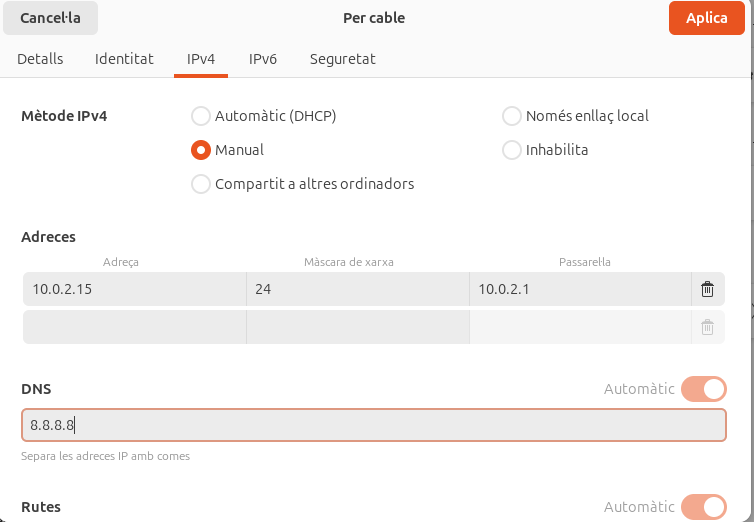 Cancel·la Per cable Aplica
Detalls Identitat IPv4 IPv6 Seguretat
Mètode IPv4 Automàtic (DHCP) Només enllaç local
Manual Inhabilita
Compartit a altres ordinadors
Adreces
Adreça Màscara de xarxa Passarel·la
10.0.2.15 24 10.0.2.1
DNS Automàtic
8.8.8.8
Separa les adreces IP amb comes
Rutes Automàtic